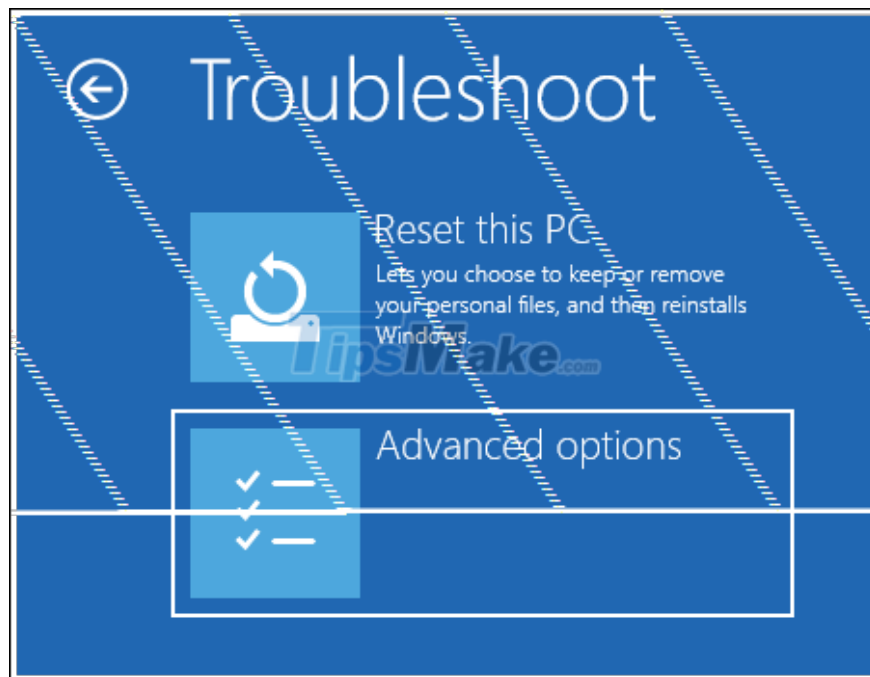 Troubleshoot
Reset this PC
Lets you choose to keep or remove
your personal files, and then reinstalls
Windows.
TipsMake.com
Advanced options